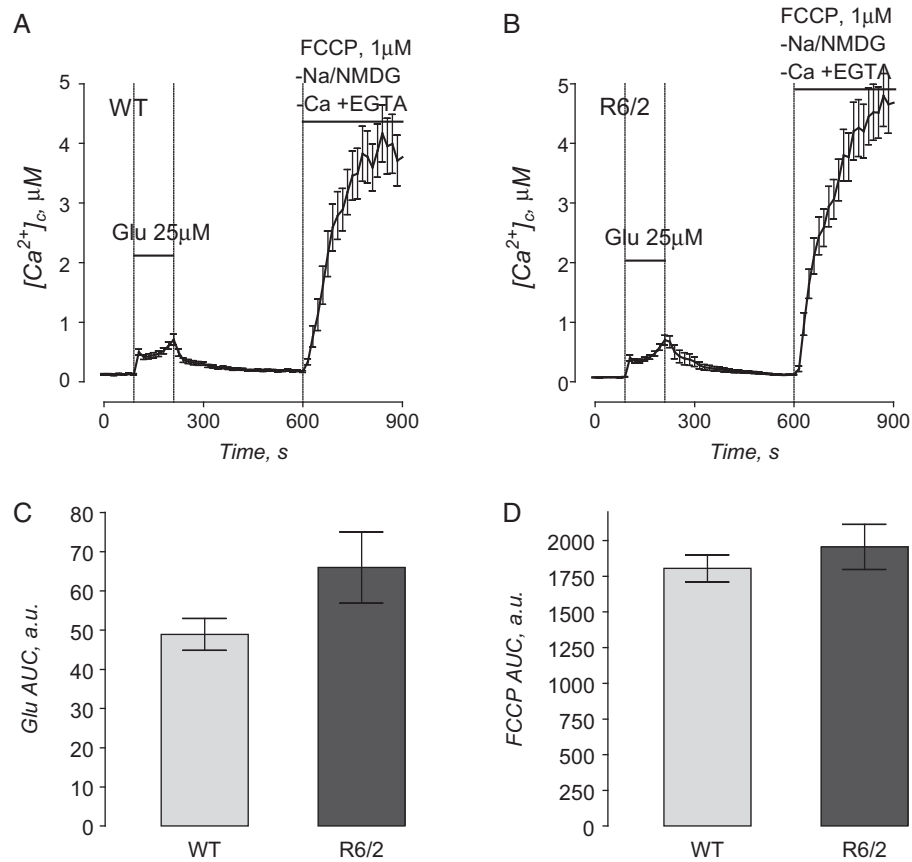 A
FCCP, 1μM
-Na/NMDG
-Ca +EGTA
WT
Glu 25μM
[Ca²⁺]c, μM
5
4
3
2
1
0
0 300 600 900
Time, s
B
FCCP, 1μM
-Na/NMDG
-Ca +EGTA
R6/2
Glu 25μM
[Ca²⁺]c, μM
5
4
3
2
1
0
0 300 600 900
Time, s
C
Glu AUC, a.u.
80
70
60
50
40
30
20
10
0
WT R6/2
D
FCCP AUC, a.u.
2000
1750
1500
1250
1000
750
500
250
0
WT R6/2